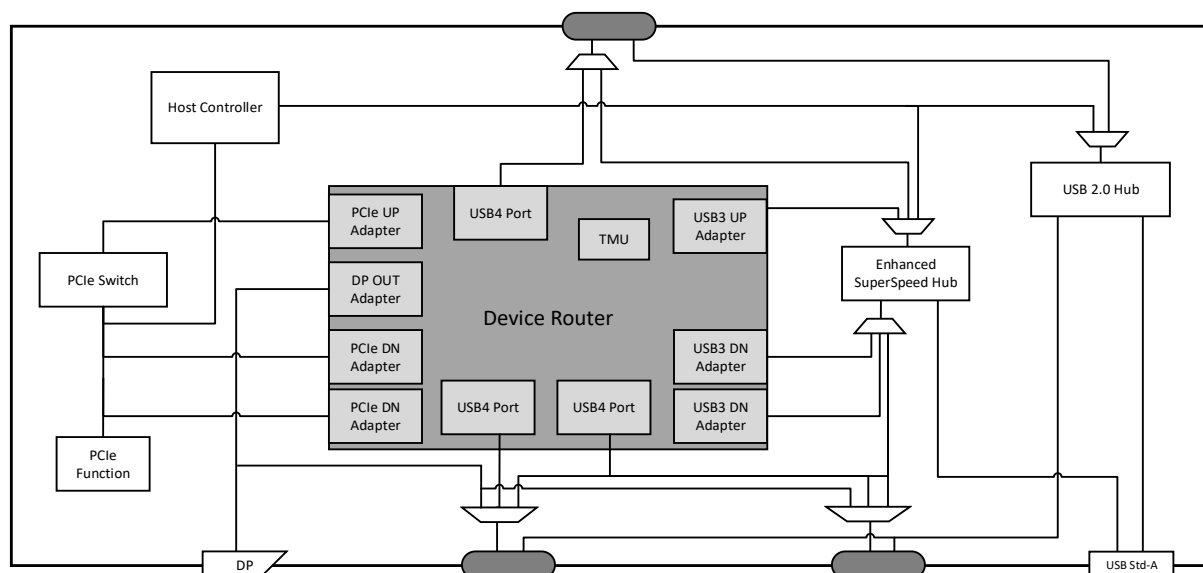 Host Controller
USB 2.0 Hub
PCIe UP
Adapter
USB4 Port
TMU
USB3 UP
Adapter
PCIe Switch
DP OUT
Adapter
Enhanced
SuperSpeed Hub
Device Router
PCIe DN
Adapter
USB3 DN
Adapter
PCIe DN
Adapter
USB4 Port
USB4 Port
USB3 DN
Adapter
PCIe
Function
DP
USB Std-A